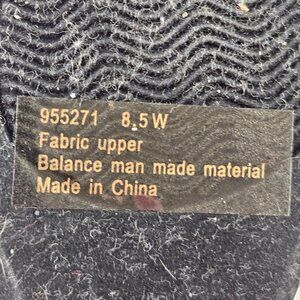 955271 8.5W
Fabric upper
Balance man made material
Made in China